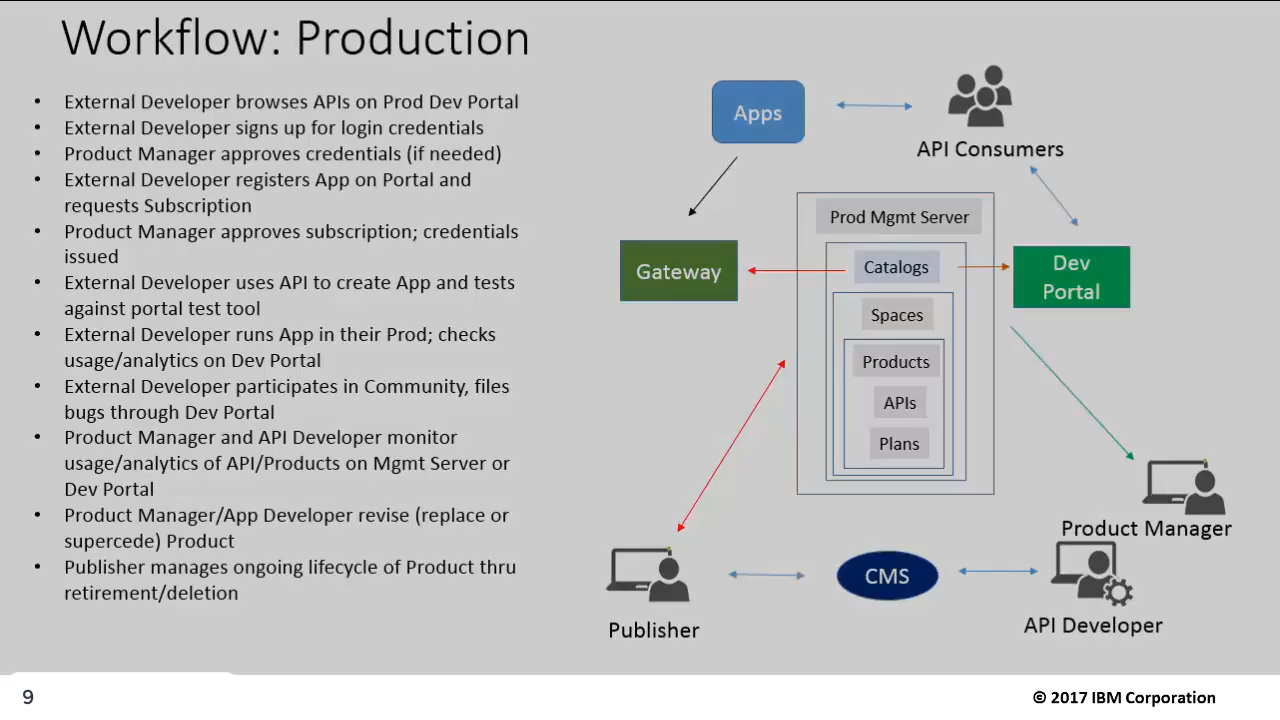 Workflow: Production
• External Developer browses APIs on Prod Dev Portal
• External Developer signs up for login credentials
• Product Manager approves credentials (if needed)
• External Developer registers App on Portal and
requests Subscription
• Product Manager approves subscription; credentials
issued
• External Developer uses API to create App and tests
against portal test tool
• External Developer runs App in their Prod; checks
usage/analytics on Dev Portal
• External Developer participates in Community, files
bugs through Dev Portal
• Product Manager and API Developer monitor
usage/analytics of API/Products on Mgmt Server or
Dev Portal
• Product Manager/App Developer revise (replace or
supercede) Product
• Publisher manages ongoing lifecycle of Product thru
retirement/deletion
Apps
API Consumers
Prod Mgmt Server
Gateway
Catalogs
Dev
Portal
Spaces
Products
APIs
Plans
Product Manager
CMS
Publisher
API Developer
9
© 2017 IBM Corporation